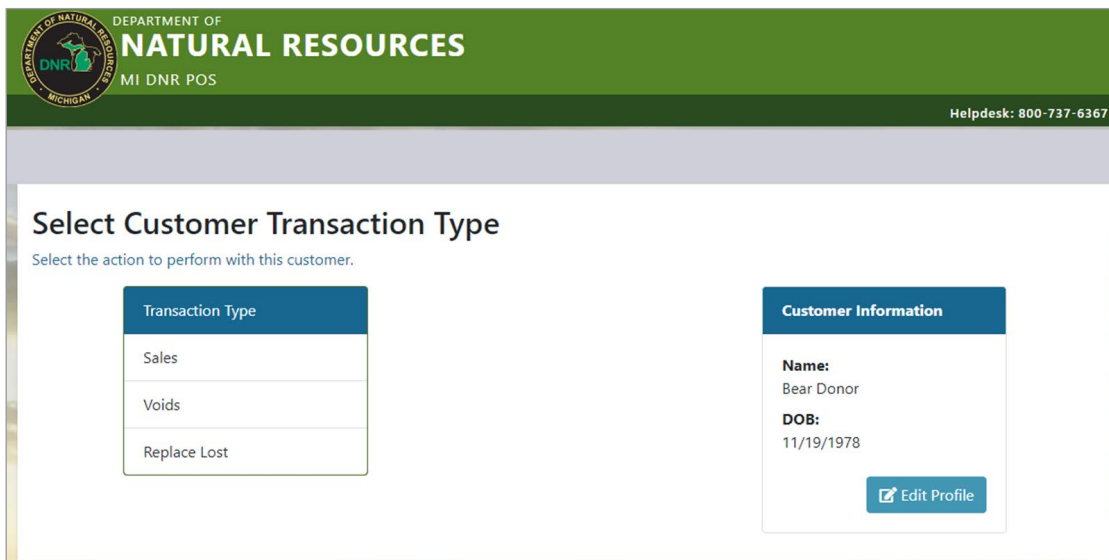 DEPARTMENT OF NATURAL RESOURCES
MICHIGAN
DNR
DEPARTMENT OF
NATURAL RESOURCES
MI DNR POS
Helpdesk: 800-737-6367
Select Customer Transaction Type
Select the action to perform with this customer.
Transaction Type
Sales
Voids
Replace Lost
Customer Information
Name:
Bear Donor
DOB:
11/19/1978
Edit Profile